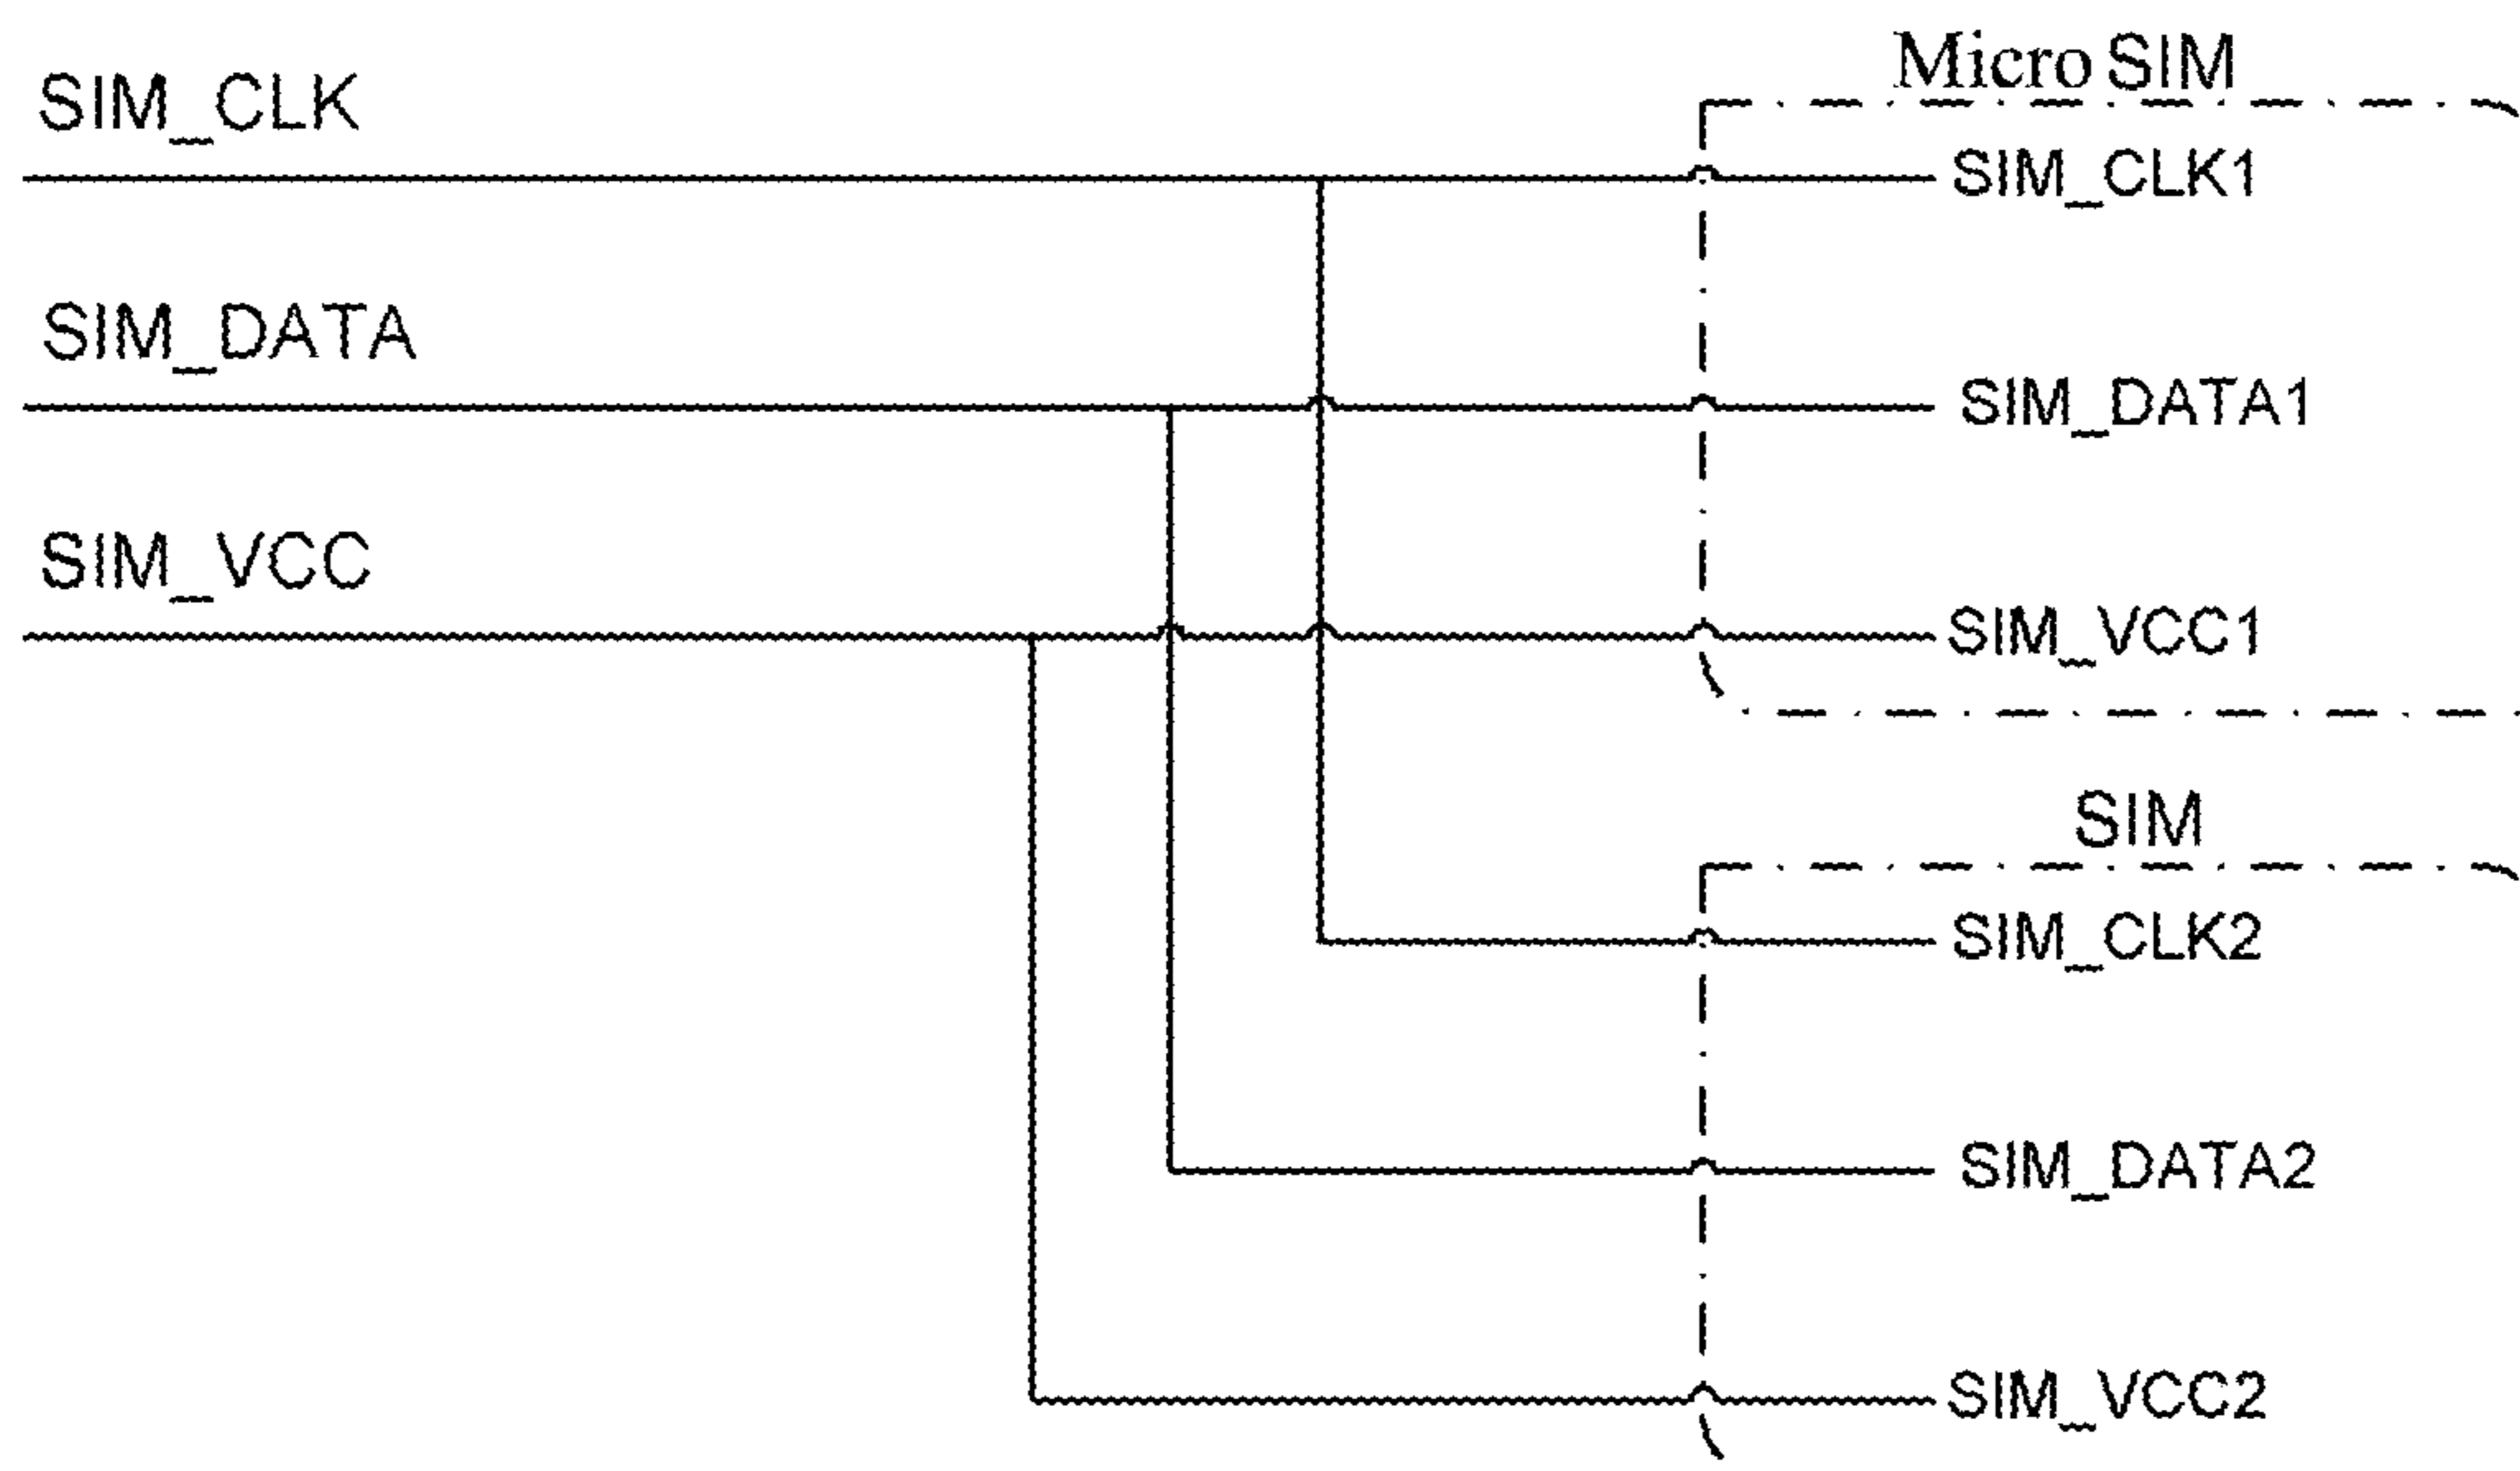 Micro SIM
SIM_CLK
SIM_CLK1
SIM_DATA
SIM_DATA1
SIM_VCC
SIM_VCC1
SIM
SIM_CLK2
SIM_DATA2
SIM_VCC2